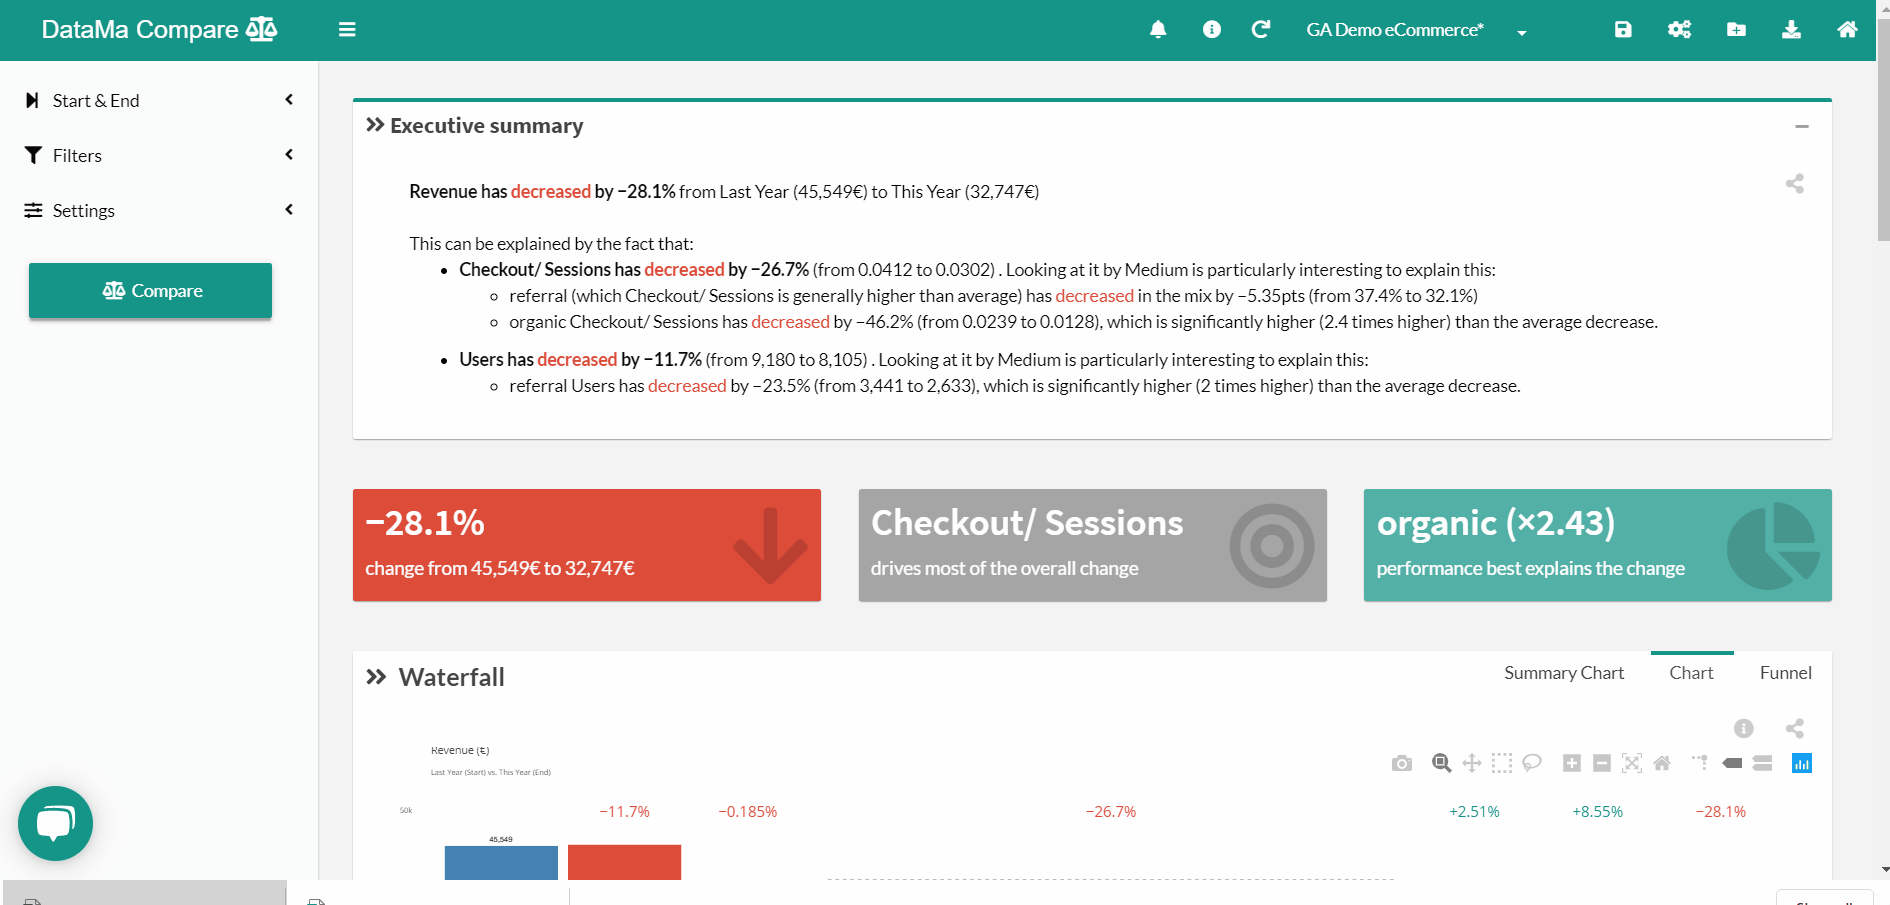 DataMa Compare
GA Demo eCommerce*
Start & End
Filters
Settings
Compare
Executive summary
Revenue has decreased by −28.1% from Last Year (45,549€) to This Year (32,747€)
This can be explained by the fact that:
Checkout/ Sessions has decreased by −26.7% (from 0.0412 to 0.0302) . Looking at it by Medium is particularly interesting to explain this:
referral (which Checkout/ Sessions is generally higher than average) has decreased in the mix by −5.35pts (from 37.4% to 32.1%)
organic Checkout/ Sessions has decreased by −46.2% (from 0.0239 to 0.0128), which is significantly higher (2.4 times higher) than the average decrease.
Users has decreased by −11.7% (from 9,180 to 8,105) . Looking at it by Medium is particularly interesting to explain this:
referral Users has decreased by −23.5% (from 3,441 to 2,633), which is significantly higher (2 times higher) than the average decrease.
−28.1%
change from 45,549€ to 32,747€
Checkout/ Sessions
drives most of the overall change
organic (×2.43)
performance best explains the change
Waterfall
Summary Chart Chart Funnel
Revenue (€)
Last Year (Start) vs. This Year (End)
50k −11.7% −0.185% −26.7% +2.51% +8.55% −28.1%
45,549